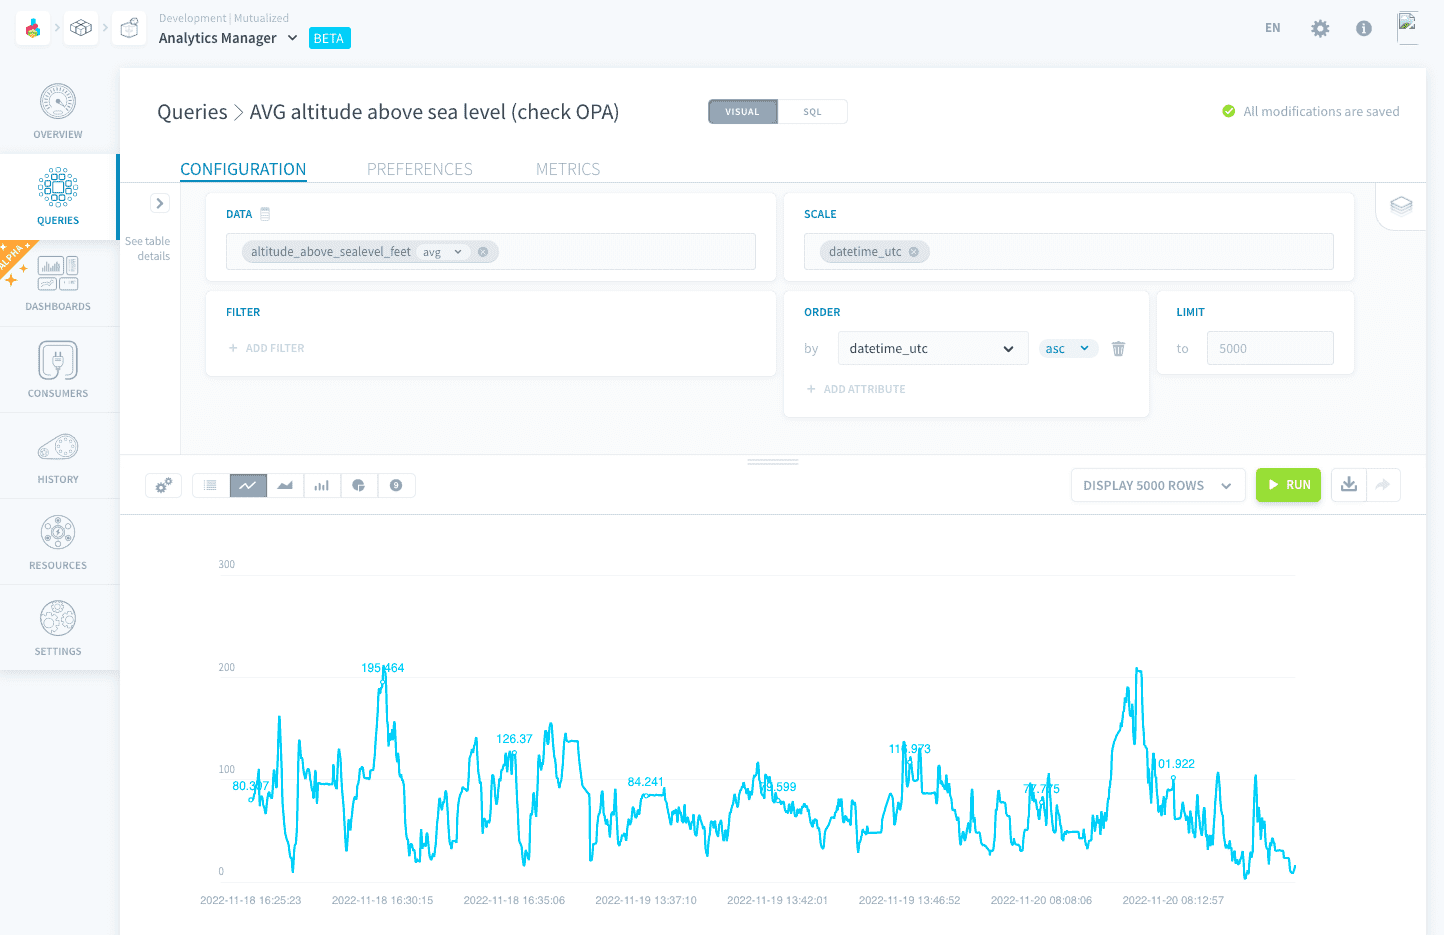 Development | Mutualized
Analytics Manager
BETA
EN
OVERVIEW
QUERIES
ALPHA
DASHBOARDS
CONSUMERS
HISTORY
RESOURCES
SETTINGS
Queries > AVG altitude above sea level (check OPA)
VISUAL
SQL
All modifications are saved
CONFIGURATION
PREFERENCES
METRICS
See table
details
DATA
altitude_above_sealevel_feet avg
SCALE
datetime_utc
FILTER
+ ADD FILTER
ORDER
by datetime_utc asc
+ ADD ATTRIBUTE
LIMIT
to 5000
9
DISPLAY 5000 ROWS
RUN
300
200
100
0
80.307
195.464
126.37
84.241
116.973
77.775
01.922
2022-11-18 16:25:23
2022-11-18 16:30:15
2022-11-18 16:35:06
2022-11-19 13:37:10
2022-11-19 13:42:01
2022-11-19 13:46:52
2022-11-20 08:08:06
2022-11-20 08:12:57